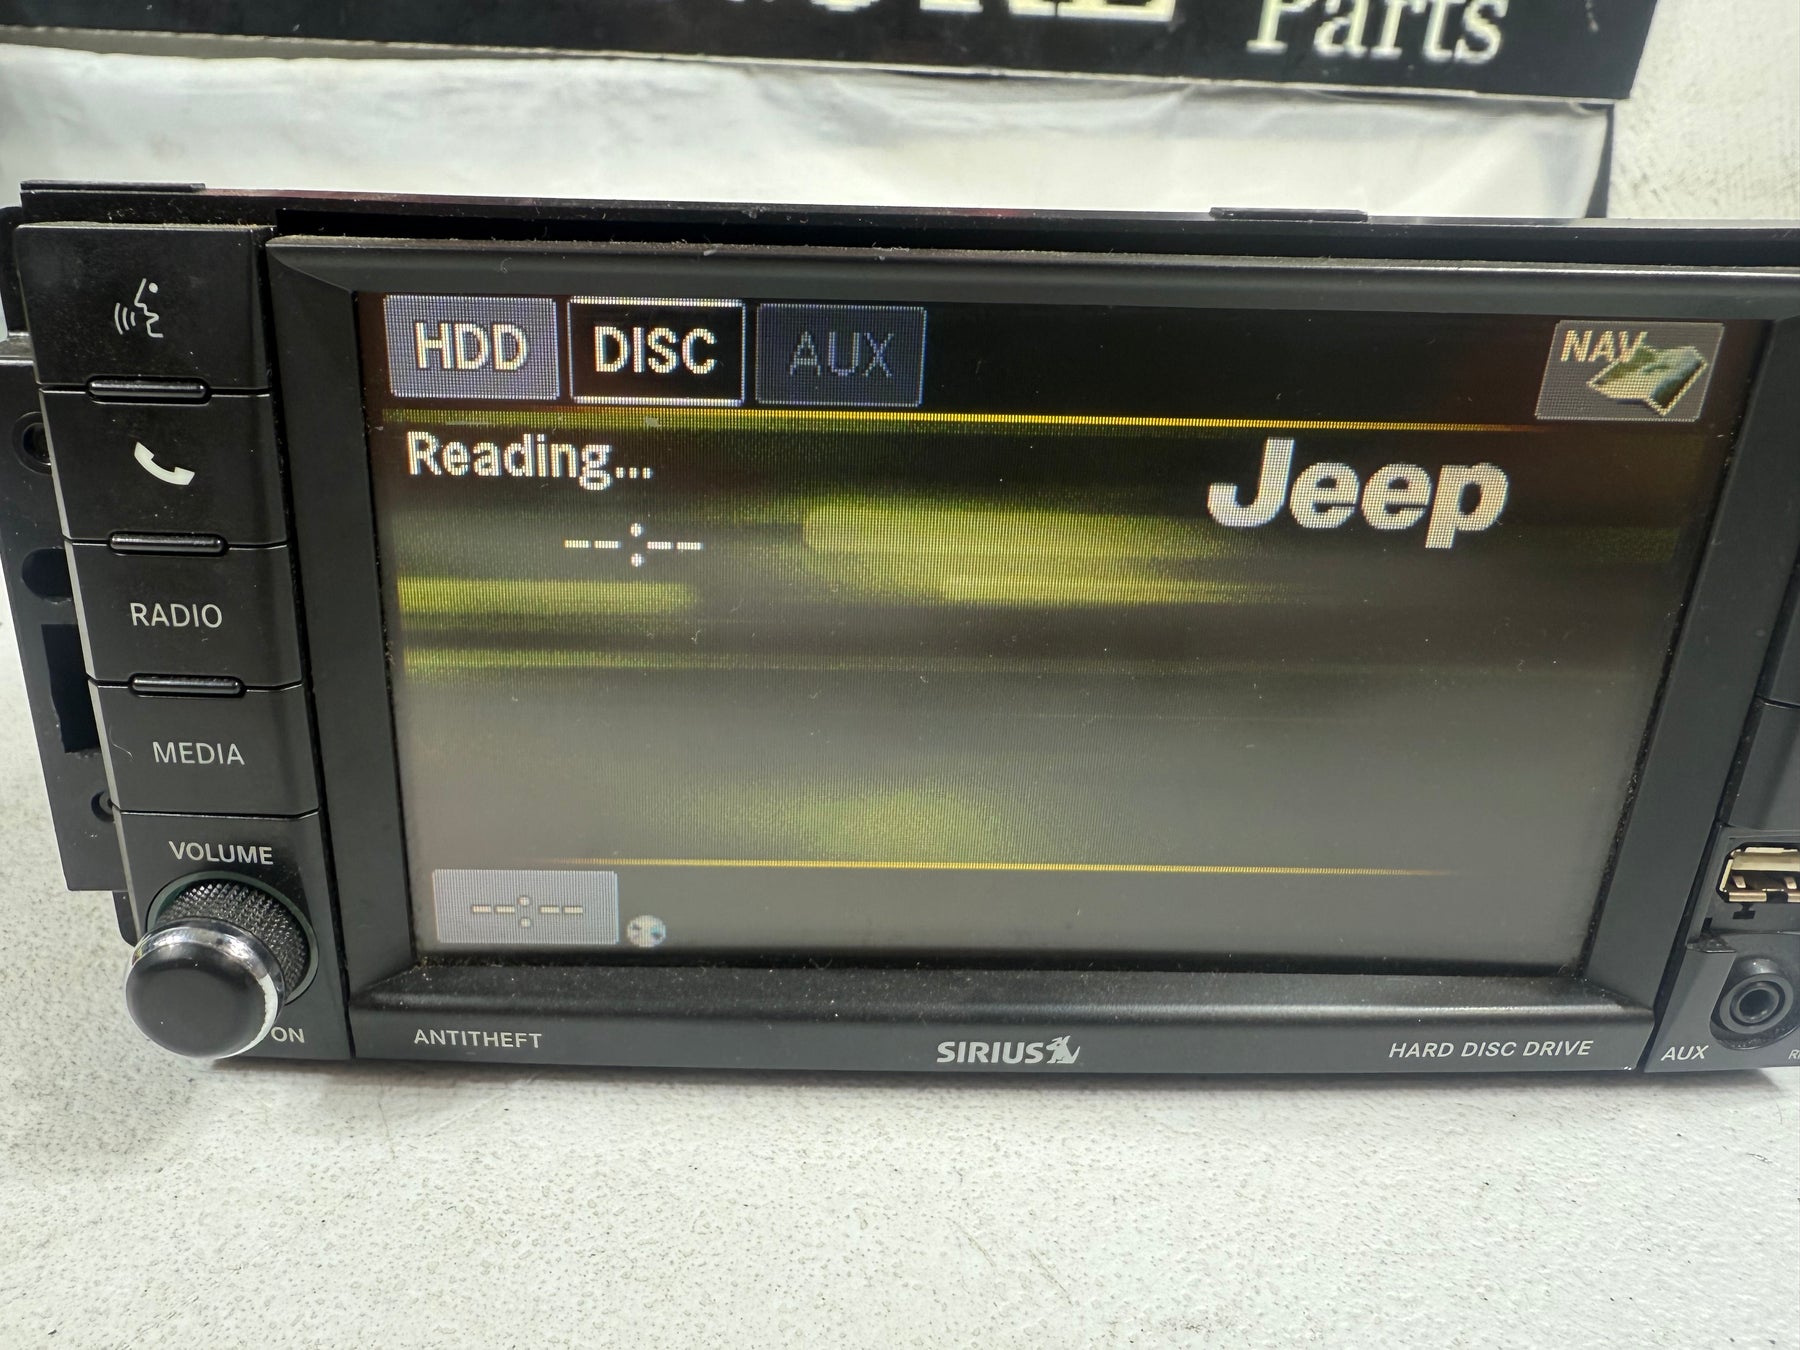 Parts
HDD DISC AUX NAV
Reading...
Jeep
--:--
RADIO
MEDIA
VOLUME
--:--
ON
ANTITHEFT SIRIUS HARD DISC DRIVE AUX